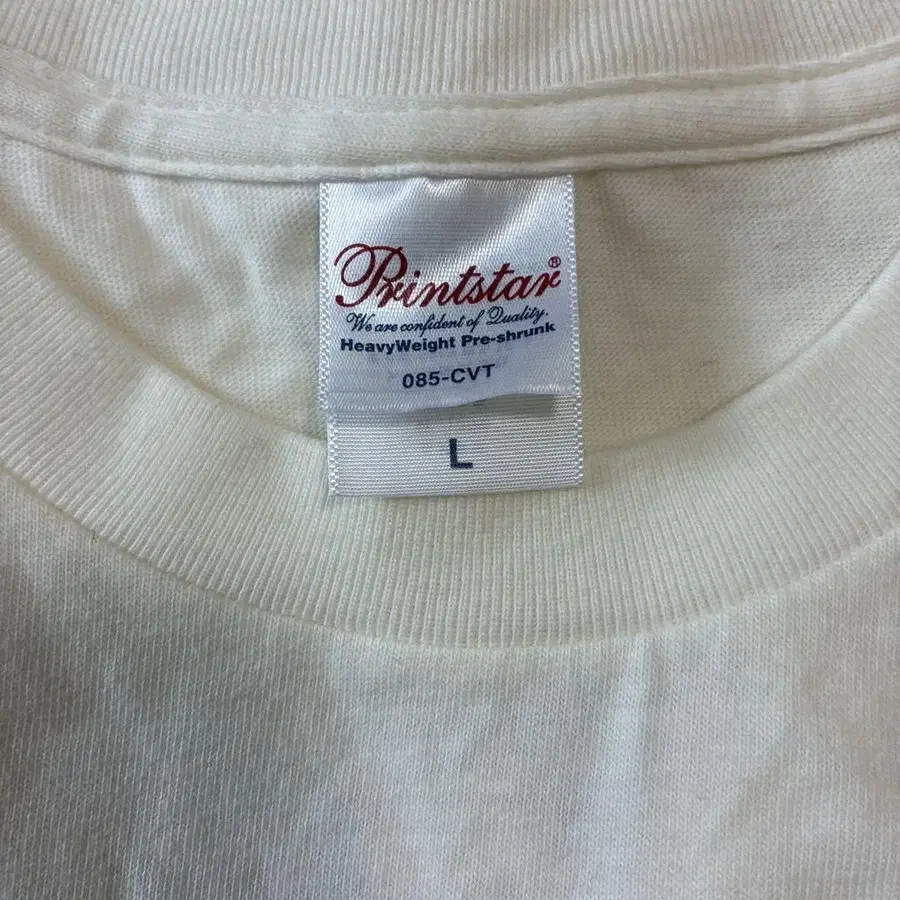 Printstar®
We are confident of Quality.
HeavyWeight Pre-shrunk
085-CVT
L